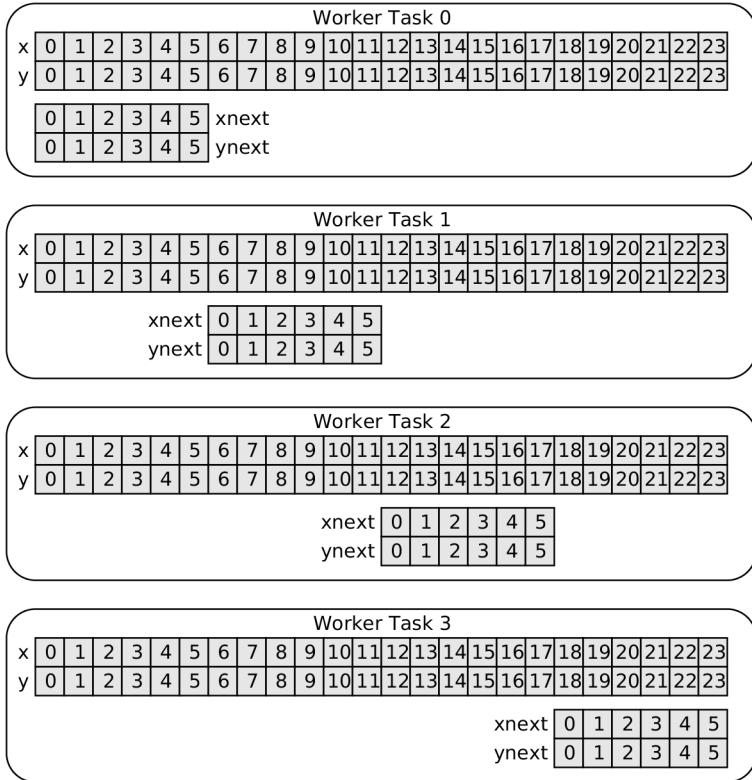 Worker Task 0
x 0 1 2 3 4 5 6 7 8 9 10 11 12 13 14 15 16 17 18 19 20 21 22 23
y 0 1 2 3 4 5 6 7 8 9 10 11 12 13 14 15 16 17 18 19 20 21 22 23
0 1 2 3 4 5 xnext
0 1 2 3 4 5 ynext
Worker Task 1
x 0 1 2 3 4 5 6 7 8 9 10 11 12 13 14 15 16 17 18 19 20 21 22 23
y 0 1 2 3 4 5 6 7 8 9 10 11 12 13 14 15 16 17 18 19 20 21 22 23
xnext 0 1 2 3 4 5
ynext 0 1 2 3 4 5
Worker Task 2
x 0 1 2 3 4 5 6 7 8 9 10 11 12 13 14 15 16 17 18 19 20 21 22 23
y 0 1 2 3 4 5 6 7 8 9 10 11 12 13 14 15 16 17 18 19 20 21 22 23
xnext 0 1 2 3 4 5
ynext 0 1 2 3 4 5
Worker Task 3
x 0 1 2 3 4 5 6 7 8 9 10 11 12 13 14 15 16 17 18 19 20 21 22 23
y 0 1 2 3 4 5 6 7 8 9 10 11 12 13 14 15 16 17 18 19 20 21 22 23
xnext 0 1 2 3 4 5
ynext 0 1 2 3 4 5